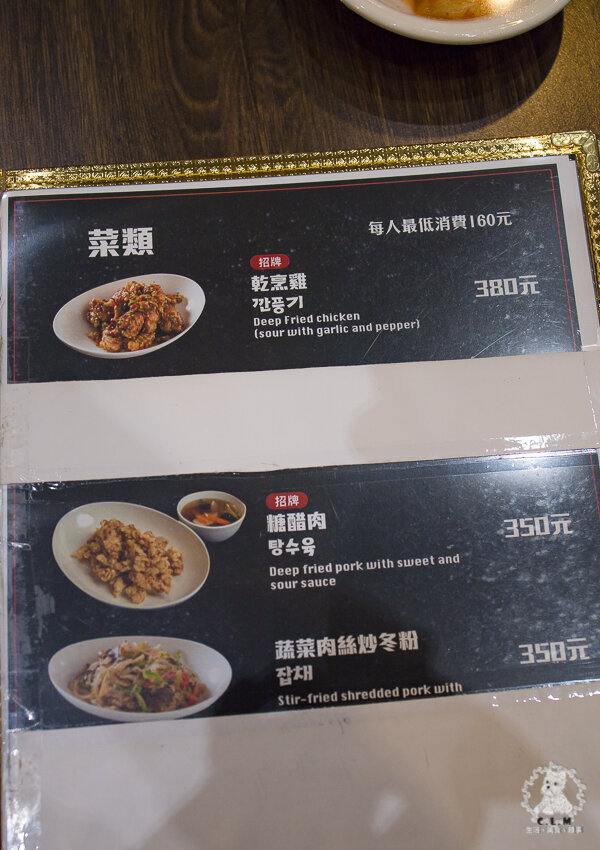 菜類
每人最低消費160元
招牌
乾烹雞
깐풍기
Deep Fried chicken
(sour with garlic and pepper)
380元
招牌
糖醋肉
탕수육
Deep fried pork with sweet and
sour sauce
350元
蔬菜肉絲炒冬粉
잡채
Stir-fried shredded pork with
350元
C.L.M